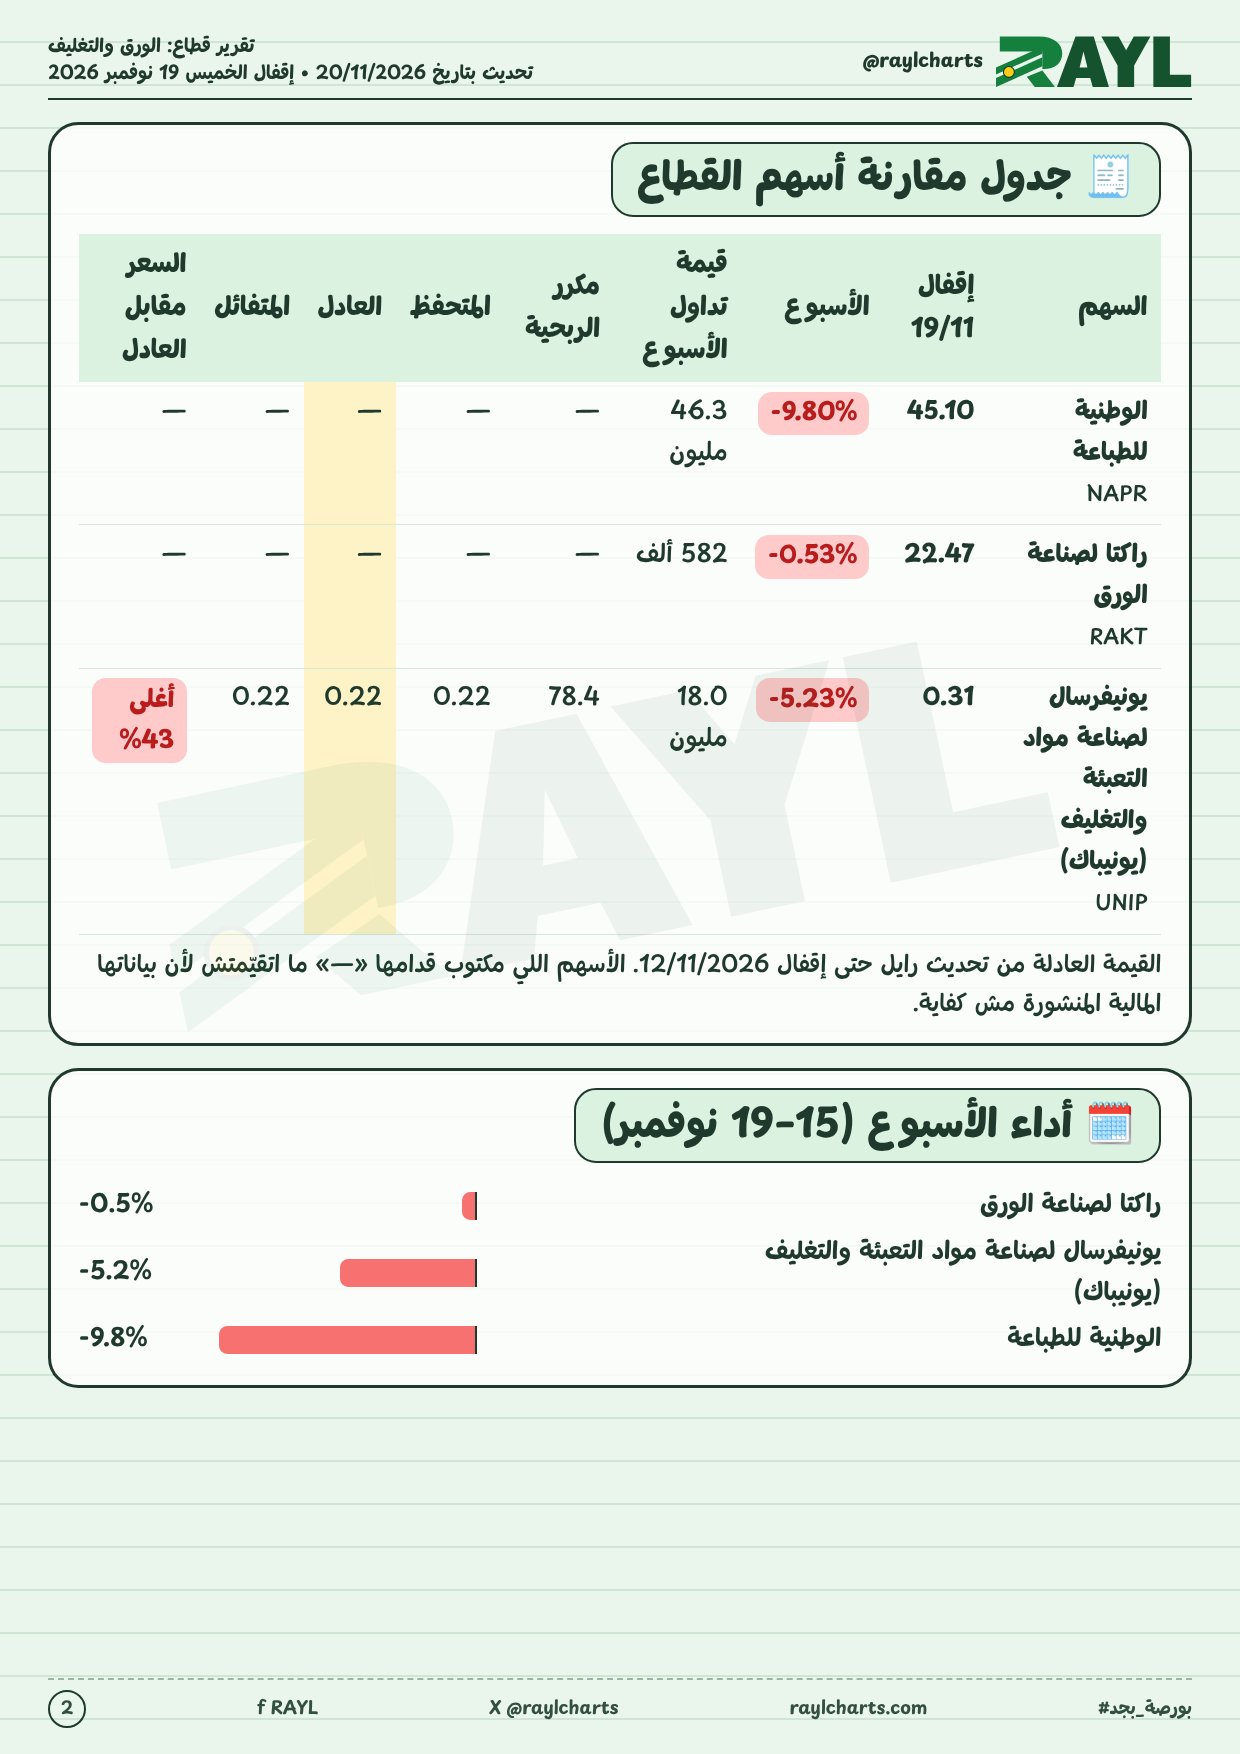 RAYL
@raylcharts
تقرير قطاع: الورق والتغليف
تحديث بتاريخ 20/11/2026 • إقفال الخميس 19 نوفمبر 2026
جدول مقارنة أسهم القطاع
السهم
إقفال
19/11
الأسبوع
قيمة
تداول
الأسبوع
مكرر
الربحية
المتحفظ
العادل
المتفائل
السعر
مقابل
العادل
الوطنية
للطباعة
NAPR
45.10
-9.80%
46.3
مليون
—
—
—
—
—
راكتا لصناعة
الورق
RAKT
22.47
-0.53%
582 ألف
—
—
—
—
—
يونيفرسال
لصناعة مواد
التعبئة
والتغليف
(يونيباك)
UNIP
0.31
-5.23%
18.0
مليون
78.4
0.22
0.22
0.22
أغلى
43%
القيمة العادلة من تحديث رايل حتى إقفال 12/11/2026. الأسهم اللي مكتوب قدامها «—» ما اتقيّمتش لأن بياناتها
المالية المنشورة مش كفاية.
RAYL
أداء الأسبوع (15–19 نوفمبر)
راكتا لصناعة الورق
-0.5%
يونيفرسال لصناعة مواد التعبئة والتغليف
(يونيباك)
-5.2%
الوطنية للطباعة
-9.8%
#بورصة_بجد
raylcharts.com
X @raylcharts
f RAYL
2